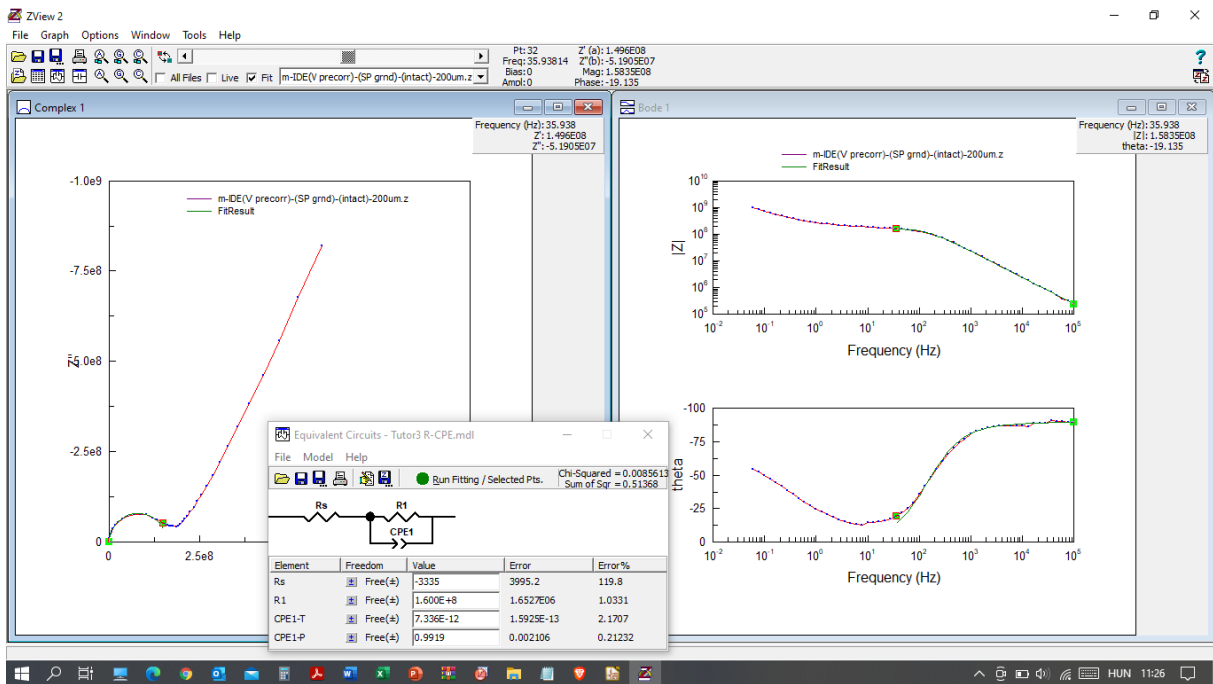 ZView 2
File Graph Options Window Tools Help
All Files Live Fit m-IDE(V precorr)-(SP grnd)-(intact)-200um.z
Pt:32 Z' (a):1.496E08
Freq:35.93814 Z"(b):-5.1905E07
Bias:0 Mag:1.5835E08
Ampl:0 Phase:-19.135
Complex 1
Frequency (Hz):35.938
Z':1.496E08
Z":-5.1905E07
m-IDE(V precorr)-(SP grnd)-(intact)-200um.z
FitResult
-1.0e9
-7.5e8
-5.0e8
-2.5e8
0
0 2.5e8
Z''
Bode 1
Frequency (Hz):35.938
|Z|:1.5835E08
theta:-19.135
m-IDE(V precorr)-(SP grnd)-(intact)-200um.z
FitResult
10^10
10^9
10^8
10^7
10^6
10^5
|Z|
10^-2 10^-1 10^0 10^1 10^2 10^3 10^4 10^5
Frequency (Hz)
-100
-75
-50
-25
0
theta
10^-2 10^-1 10^0 10^1 10^2 10^3 10^4 10^5
Frequency (Hz)
Equivalent Circuits - Tutor3 R-CPE.mdl
File Model Help
Run Fitting / Selected Pts. Chi-Squared = 0.0085613
Sum of Sqr = 0.51368
Rs R1
CPE1
Element Freedom Value Error Error%
Rs Free(±) -3335 3995.2 119.8
R1 Free(±) 1.600E+8 1.6527E06 1.0331
CPE1-T Free(±) 7.336E-12 1.5925E-13 2.1707
CPE1-P Free(±) 0.9919 0.002106 0.21232
HUN 11:26